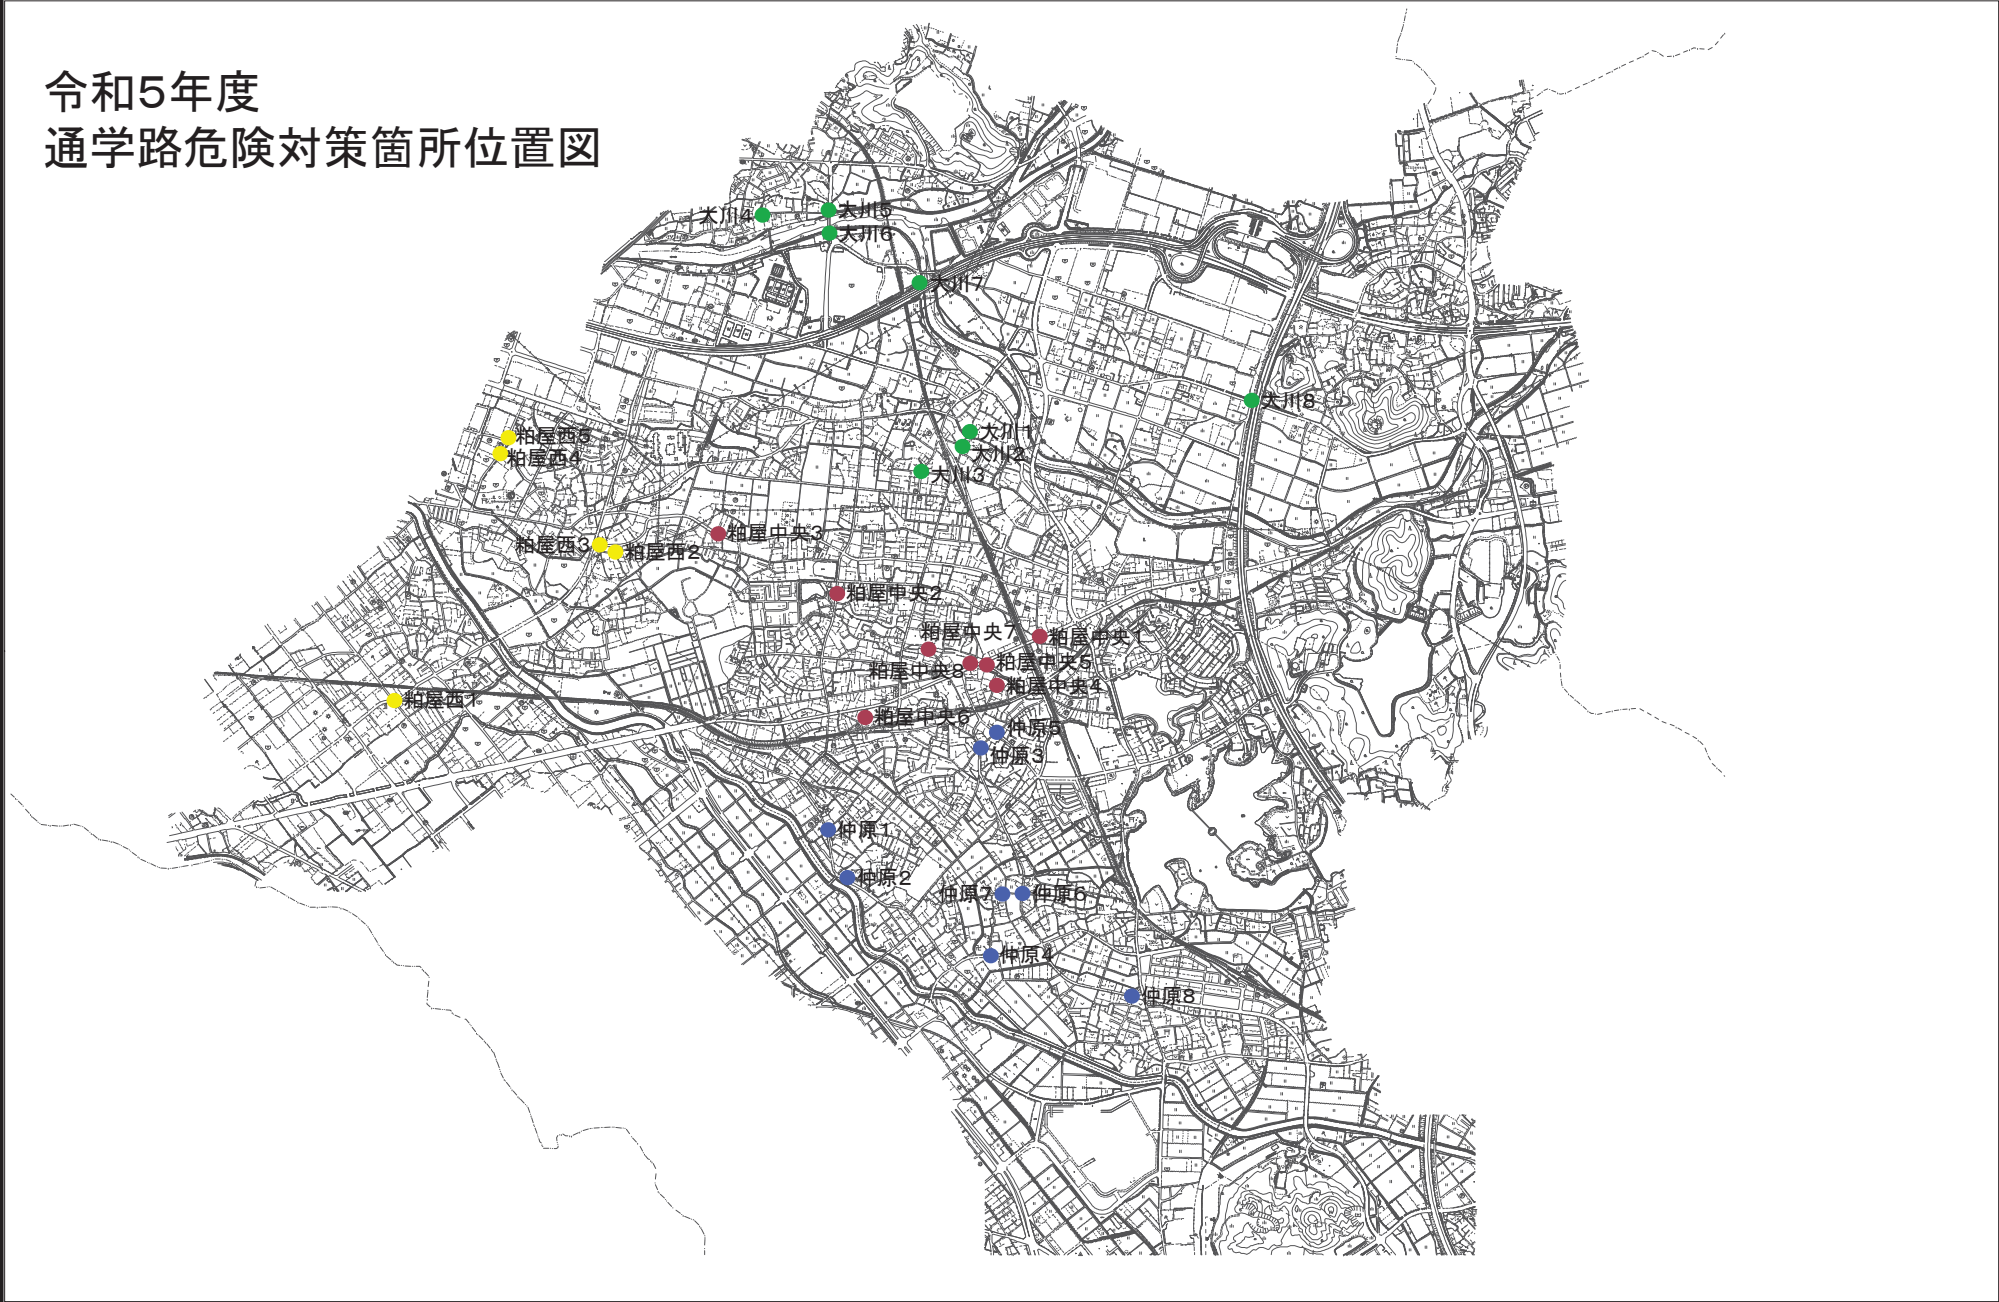 令和5年度
通学路危険対策箇所位置図
大川4
大川5
大川6
大川7
大川8
大川1
大川2
大川3
粕屋西5
粕屋西4
粕屋西3
粕屋西2
粕屋中央3
粕屋中央2
粕屋中央7
粕屋中央1
粕屋中央8
粕屋中央5
粕屋中央4
粕屋西1
粕屋中央6
仲原5
仲原3
仲原1
仲原2
仲原7
仲原6
仲原4
仲原8